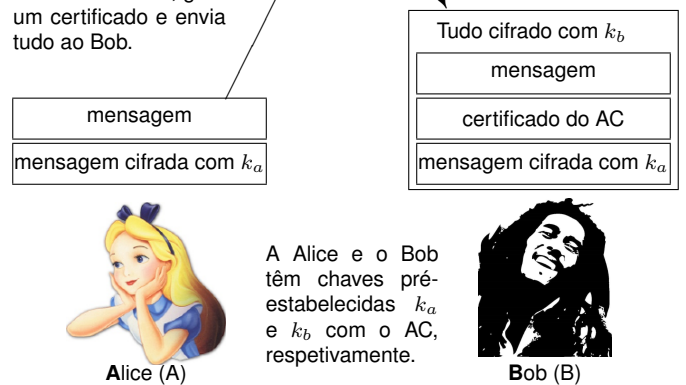 um certificado e envia
tudo ao Bob.
Tudo cifrado com k_b
mensagem
certificado do AC
mensagem cifrada com k_a
mensagem
mensagem cifrada com k_a
A Alice e o Bob
têm chaves pré-
estabelecidas k_a
e k_b com o AC,
respetivamente.
Alice (A)
Bob (B)